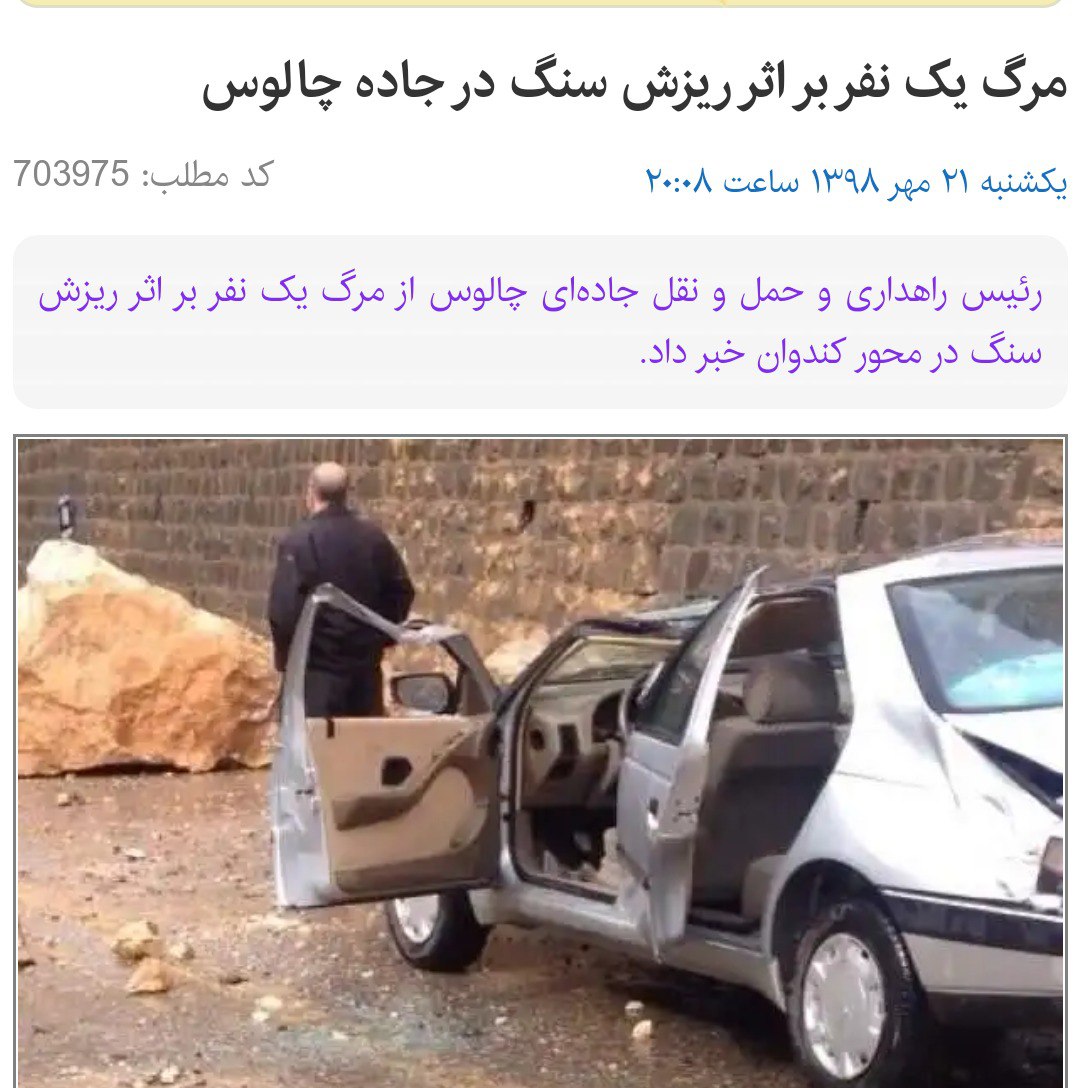 مرگ یک نفر بر اثر ریزش سنگ در جاده چالوس
یکشنبه ۲۱ مهر ۱۳۹۸ ساعت ۲۰:۰۸
کد مطلب: 703975
رئیس راهداری و حمل و نقل جاده‌ای چالوس از مرگ یک نفر بر اثر ریزش
سنگ در محور کندوان خبر داد.